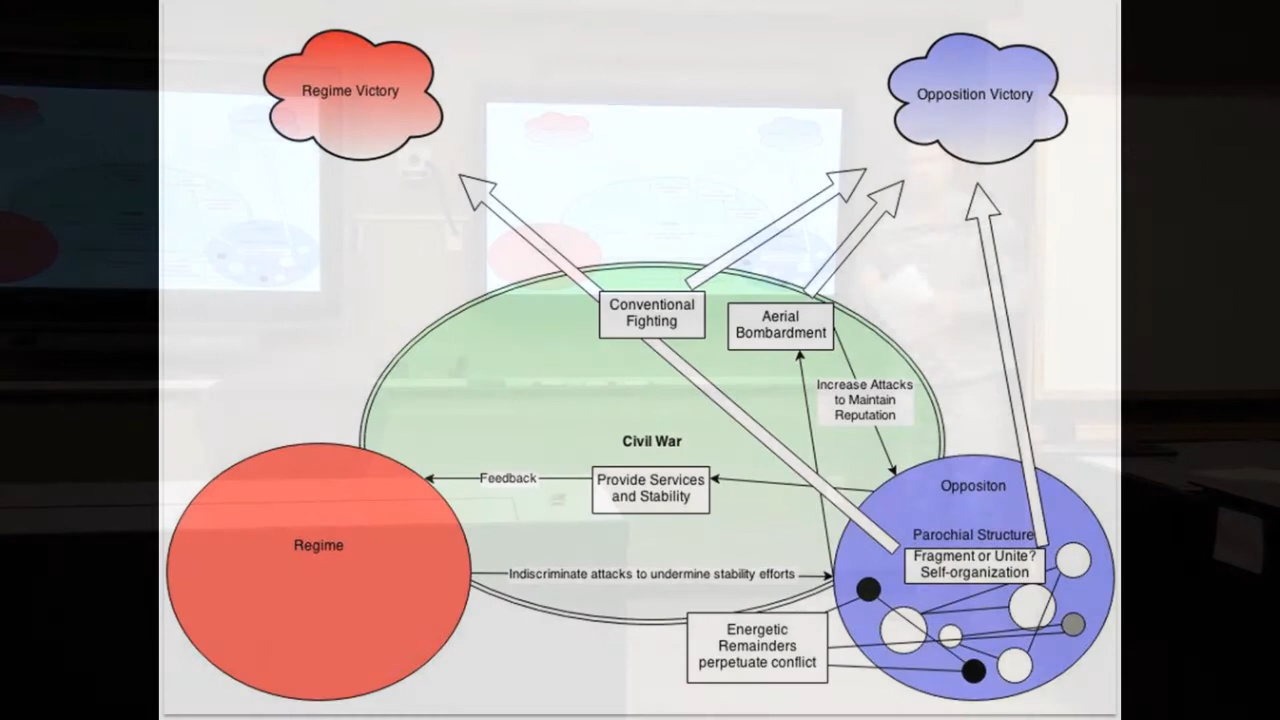 Regime Victory
Opposition Victory
Conventional
Fighting
Aerial
Bombardment
Increase Attacks
to Maintain
Reputation
Civil War
Feedback
Provide Services
and Stability
Oppositon
Parochial Structure
Fragment or Unite?
Self-organization
Regime
Indiscriminate attacks to undermine stability efforts
Energetic
Remainders
perpetuate conflict